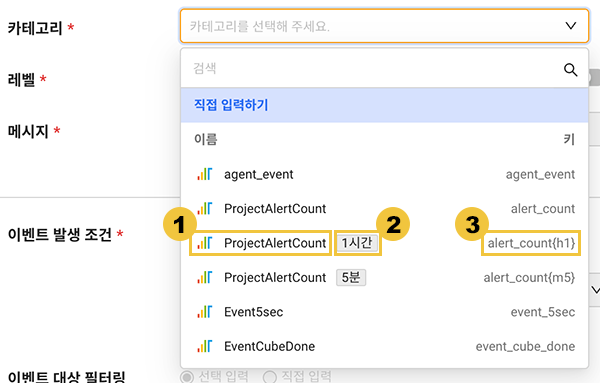 카테고리 *
카테고리를 선택해 주세요.
검색
레벨 *
직접 입력하기
메시지 *
이름 키
agent_event agent_event
ProjectAlertCount alert_count
1 2 3
이벤트 발생 조건 *
ProjectAlertCount 1시간 alert_count{h1}
ProjectAlertCount 5분 alert_count{m5}
Event5sec event_5sec
EventCubeDone event_cube_done
이벤트 대상 필터링 선택 입력 직접 입력